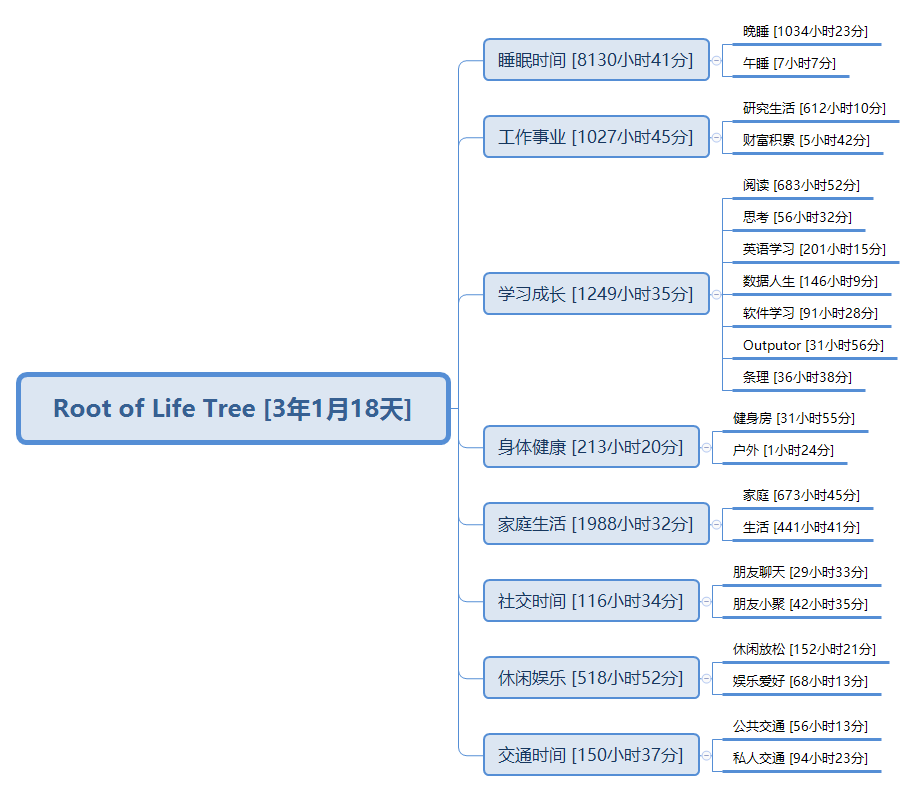 Root of Life Tree [3年1月18天]
睡眠时间 [8130小时41分]
晚睡 [1034小时23分]
午睡 [7小时7分]
工作事业 [1027小时45分]
研究生活 [612小时10分]
财富积累 [5小时42分]
学习成长 [1249小时35分]
阅读 [683小时52分]
思考 [56小时32分]
英语学习 [201小时15分]
数据人生 [146小时9分]
软件学习 [91小时28分]
Outputor [31小时56分]
条理 [36小时38分]
身体健康 [213小时20分]
健身房 [31小时55分]
户外 [1小时24分]
家庭生活 [1988小时32分]
家庭 [673小时45分]
生活 [441小时41分]
社交时间 [116小时34分]
朋友聊天 [29小时33分]
朋友小聚 [42小时35分]
休闲娱乐 [518小时52分]
休闲放松 [152小时21分]
娱乐爱好 [68小时13分]
交通时间 [150小时37分]
公共交通 [56小时13分]
私人交通 [94小时23分]